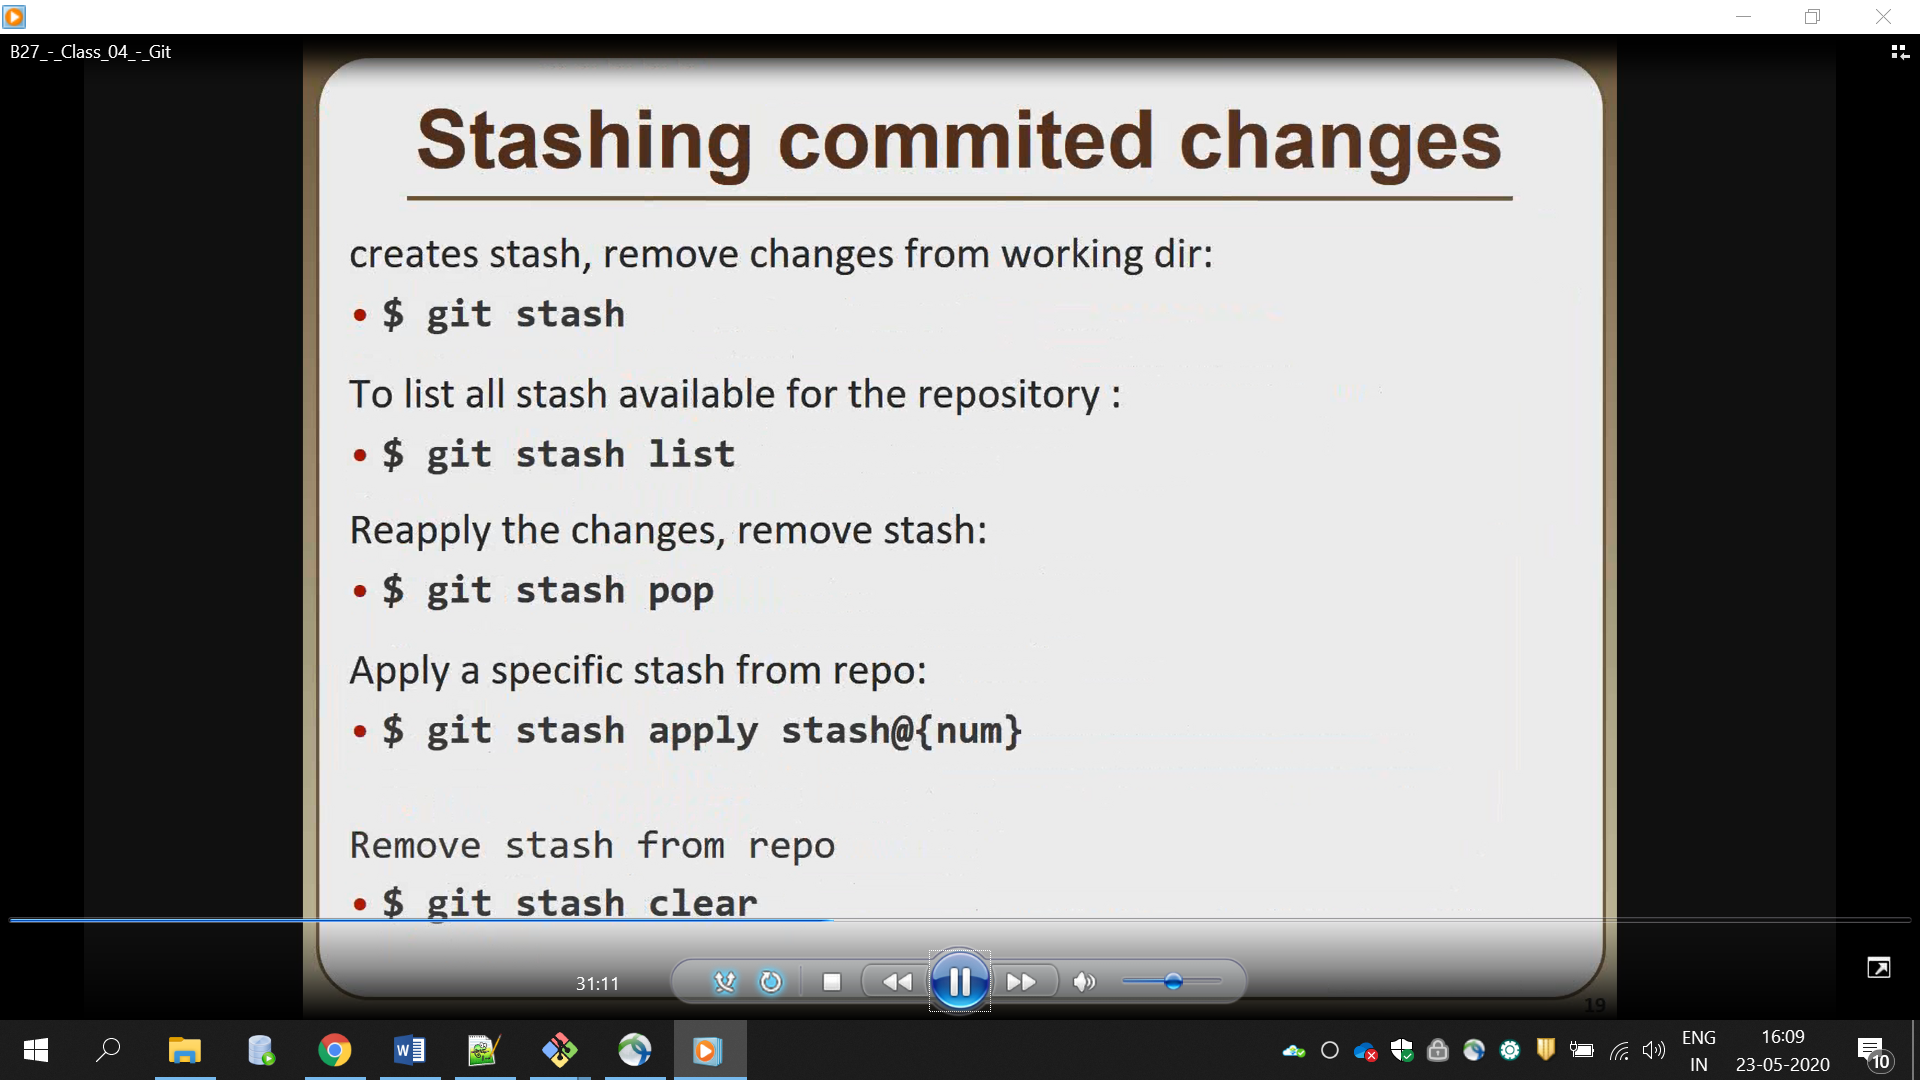 B27_-_Class_04_-_Git
Stashing commited changes
creates stash, remove changes from working dir:
• $ git stash
To list all stash available for the repository :
• $ git stash list
Reapply the changes, remove stash:
• $ git stash pop
Apply a specific stash from repo:
• $ git stash apply stash@{num}
Remove stash from repo
• $ git stash clear
31:11
19
ENG
IN
16:09
23-05-2020
10